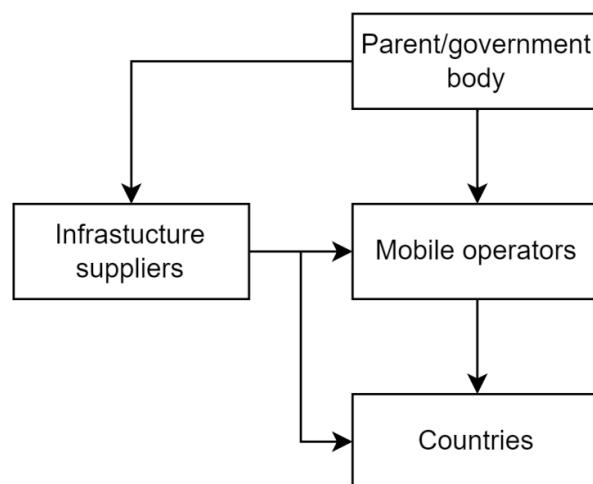 Parent/government
body
Infrastucture
suppliers
Mobile operators
Countries